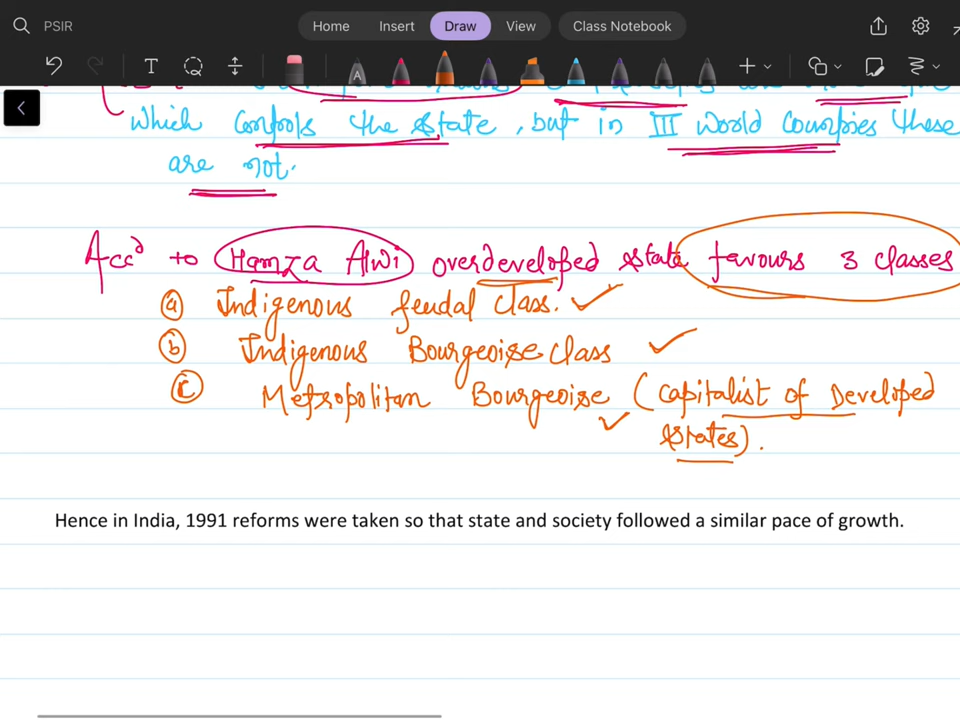 PSIR
Home Insert Draw View Class Notebook
T A
which controls the state, but in III world countries these
are not.
Accd to Hamza Alwi overdeveloped state favours 3 classes
(a) Indigenous feudal class.
(b) Indigenous Bourgeoise class
(c) Metropolitan Bourgeoise (Capitalist of Developed
states).
Hence in India, 1991 reforms were taken so that state and society followed a similar pace of growth.